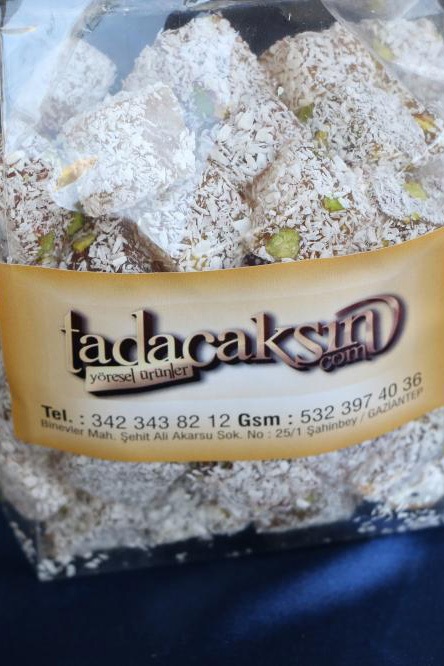 tadacaksın
.com
yöresel ürünler
Tel. : 342 343 82 12 Gsm : 532 397 40 36
Binevler Mah. Şehit Ali Akarsu Sok. No : 25/1 Şahinbey / GAZİANTEP